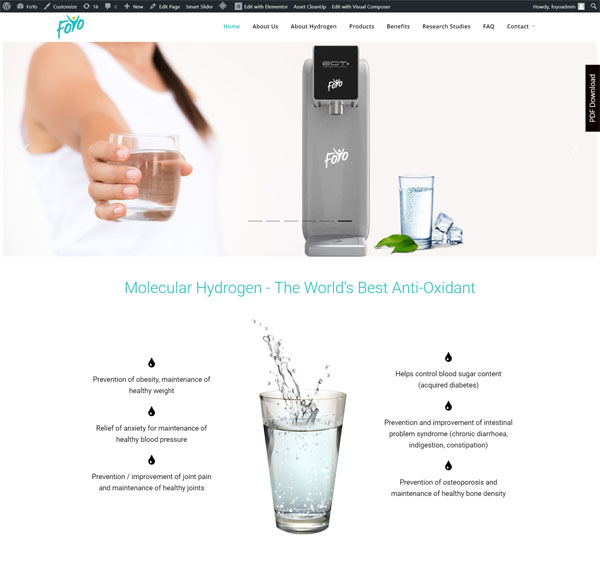 FoYo Customize 16 New Edit Page Smart Slider Edit with Elementor Asset CleanUp Edit with Visual Composer Howdy, foyoadmin
FoYo
Home About Us About Hydrogen Products Benefits Research Studies FAQ Contact
FoYo
FoYo
PDF Download
Molecular Hydrogen - The World's Best Anti-Oxidant
Prevention of obesity, maintenance of
healthy weight
Relief of anxiety for maintenance of
healthy blood pressure
Prevention / improvement of joint pain
and maintenance of healthy joints
Helps control blood sugar content
(acquired diabetes)
Prevention and improvement of intestinal
problem syndrome (chronic diarrhoea,
indigestion, constipation)
Prevention of osteoporosis and
maintenance of healthy bone density